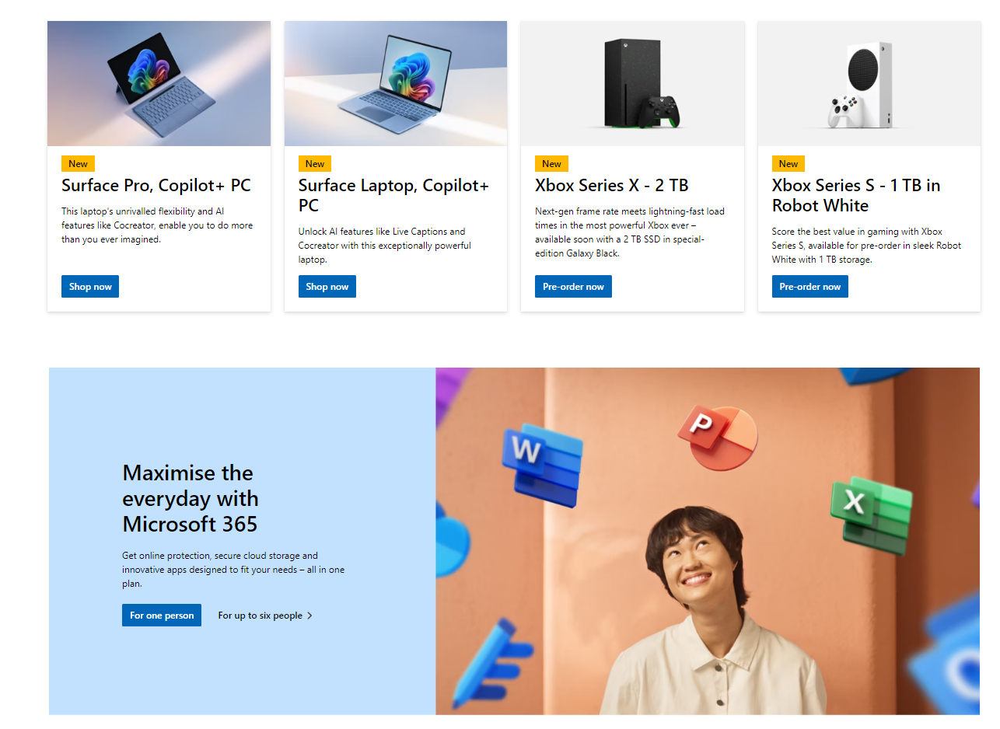 New
Surface Pro, Copilot+ PC
This laptop's unrivalled flexibility and AI
features like Cocreator, enable you to do more
than you ever imagined.
Shop now
New
Surface Laptop, Copilot+
PC
Unlock AI features like Live Captions and
Cocreator with this exceptionally powerful
laptop.
Shop now
New
Xbox Series X - 2 TB
Next-gen frame rate meets lightning-fast load
times in the most powerful Xbox ever –
available soon with a 2 TB SSD in special-
edition Galaxy Black.
Pre-order now
New
Xbox Series S - 1 TB in
Robot White
Score the best value in gaming with Xbox
Series S, available for pre-order in sleek Robot
White with 1 TB storage.
Pre-order now
Maximise the
everyday with
Microsoft 365
Get online protection, secure cloud storage and
innovative apps designed to fit your needs – all in one
plan.
For one person
For up to six people
W
P
X
O